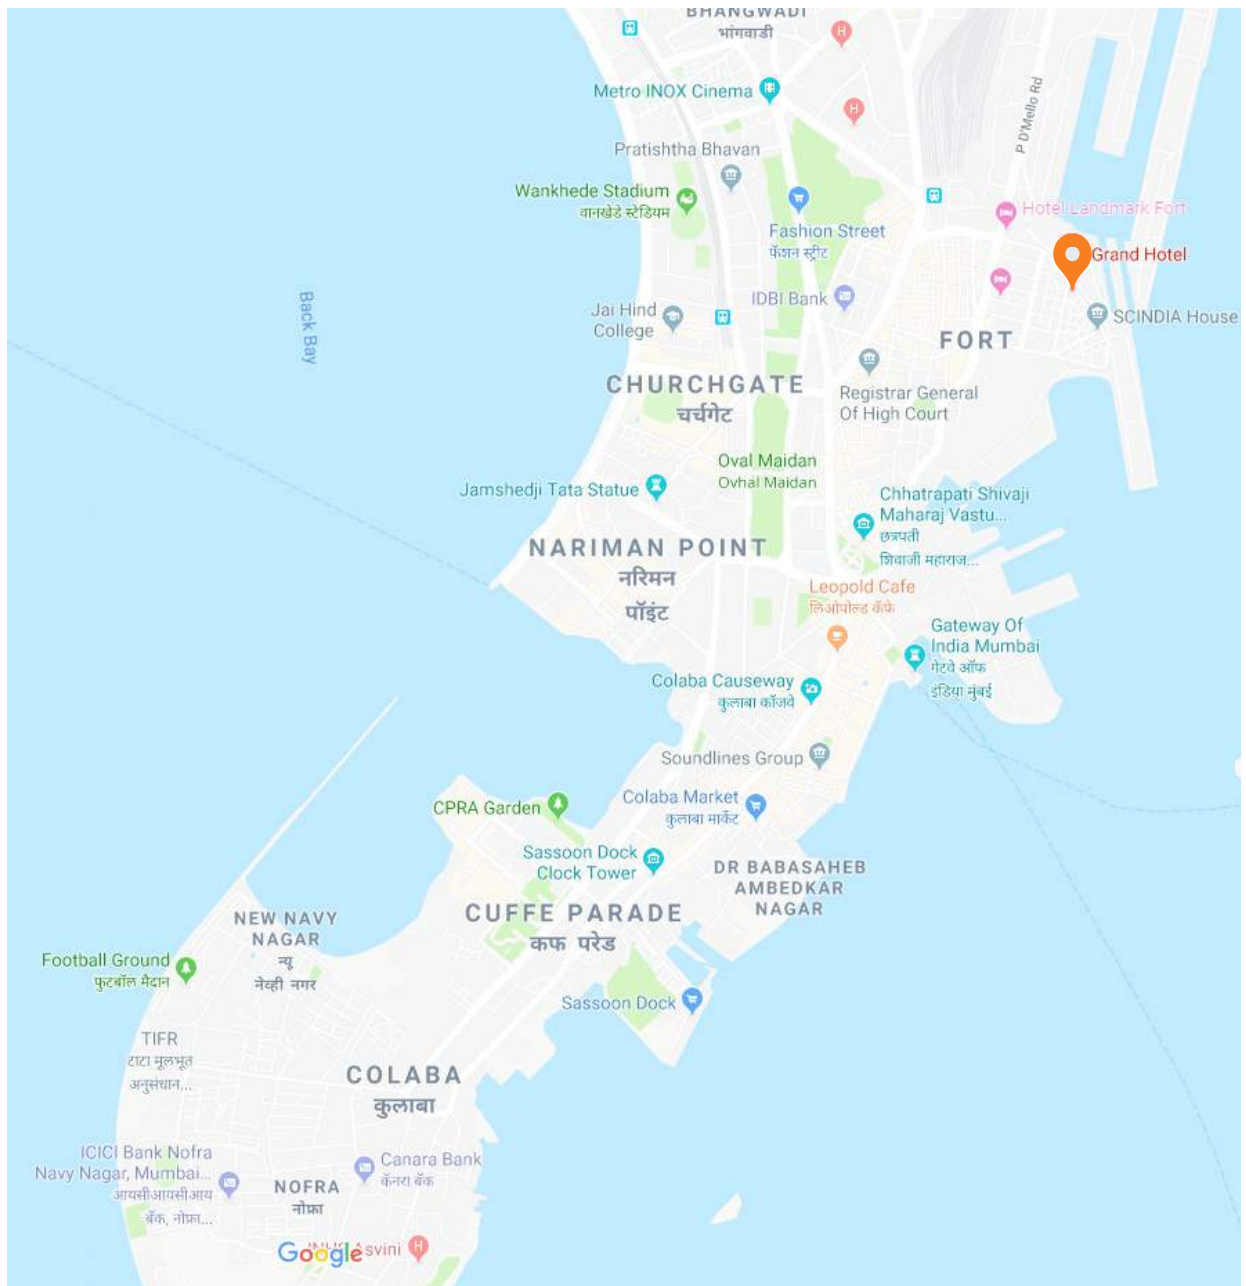 BHANGWADI
भांगवाडी
Metro INOX Cinema
P D'Mello Rd
Pratishtha Bhavan
Wankhede Stadium
वानखेडे स्टेडियम
Hotel Landmark Fort
Fashion Street
फॅशन स्ट्रीट
Grand Hotel
IDBI Bank
Back Bay
Jai Hind
College
SCINDIA House
FORT
CHURCHGATE
चर्चगेट
Registrar General
Of High Court
Oval Maidan
Ovhal Maidan
Jamshedji Tata Statue
Chhatrapati Shivaji
Maharaj Vastu...
छत्रपती
शिवाजी महाराज...
NARIMAN POINT
नरिमन
पॉइंट
Leopold Cafe
लिओपोल्ड कॅफे
Gateway Of
India Mumbai
गेटवे ऑफ
इंडिया मुंबई
Colaba Causeway
कुलाबा कॉजवे
Soundlines Group
Colaba Market
कुलाबा मार्केट
CPRA Garden
Sassoon Dock
Clock Tower
DR BABASAHEB
AMBEDKAR
NAGAR
CUFFE PARADE
कफ परेड
NEW NAVY
NAGAR
न्यू
नेव्ही नगर
Football Ground
फुटबॉल मैदान
Sassoon Dock
TIFR
टाटा मूलभूत
अनुसंधान...
COLABA
कुलाबा
ICICI Bank Nofra
Navy Nagar, Mumbai...
आयसीआयसीआय
बँक, नोफ्रा...
Canara Bank
कॅनरा बँक
NOFRA
नोफ्रा
Google
Asvini